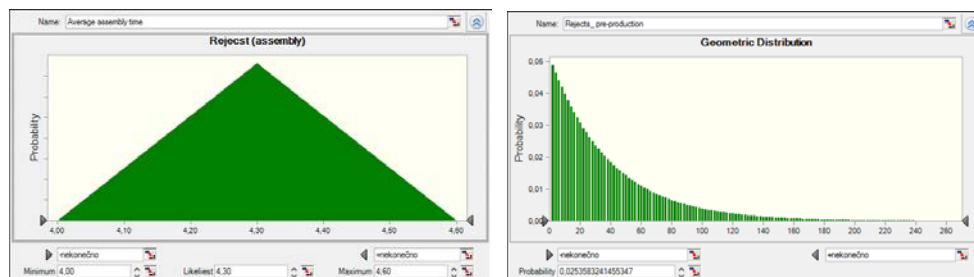 Name: Average assembly time
Rejecst (assembly)
Probability
4,00 4,10 4,20 4,30 4,40 4,50 4,60
-nekonečno +nekonečno
Minimum 4,00 Likeliest 4,30 Maximum 4,60
Name: Rejects_ pre-production
Geometric Distribution
Probability
0,06
0,05
0,04
0,03
0,02
0,01
0,00
0 20 40 60 80 100 120 140 160 180 200 220 240 260
-nekonečno +nekonečno
Probability 0,0253583241455347